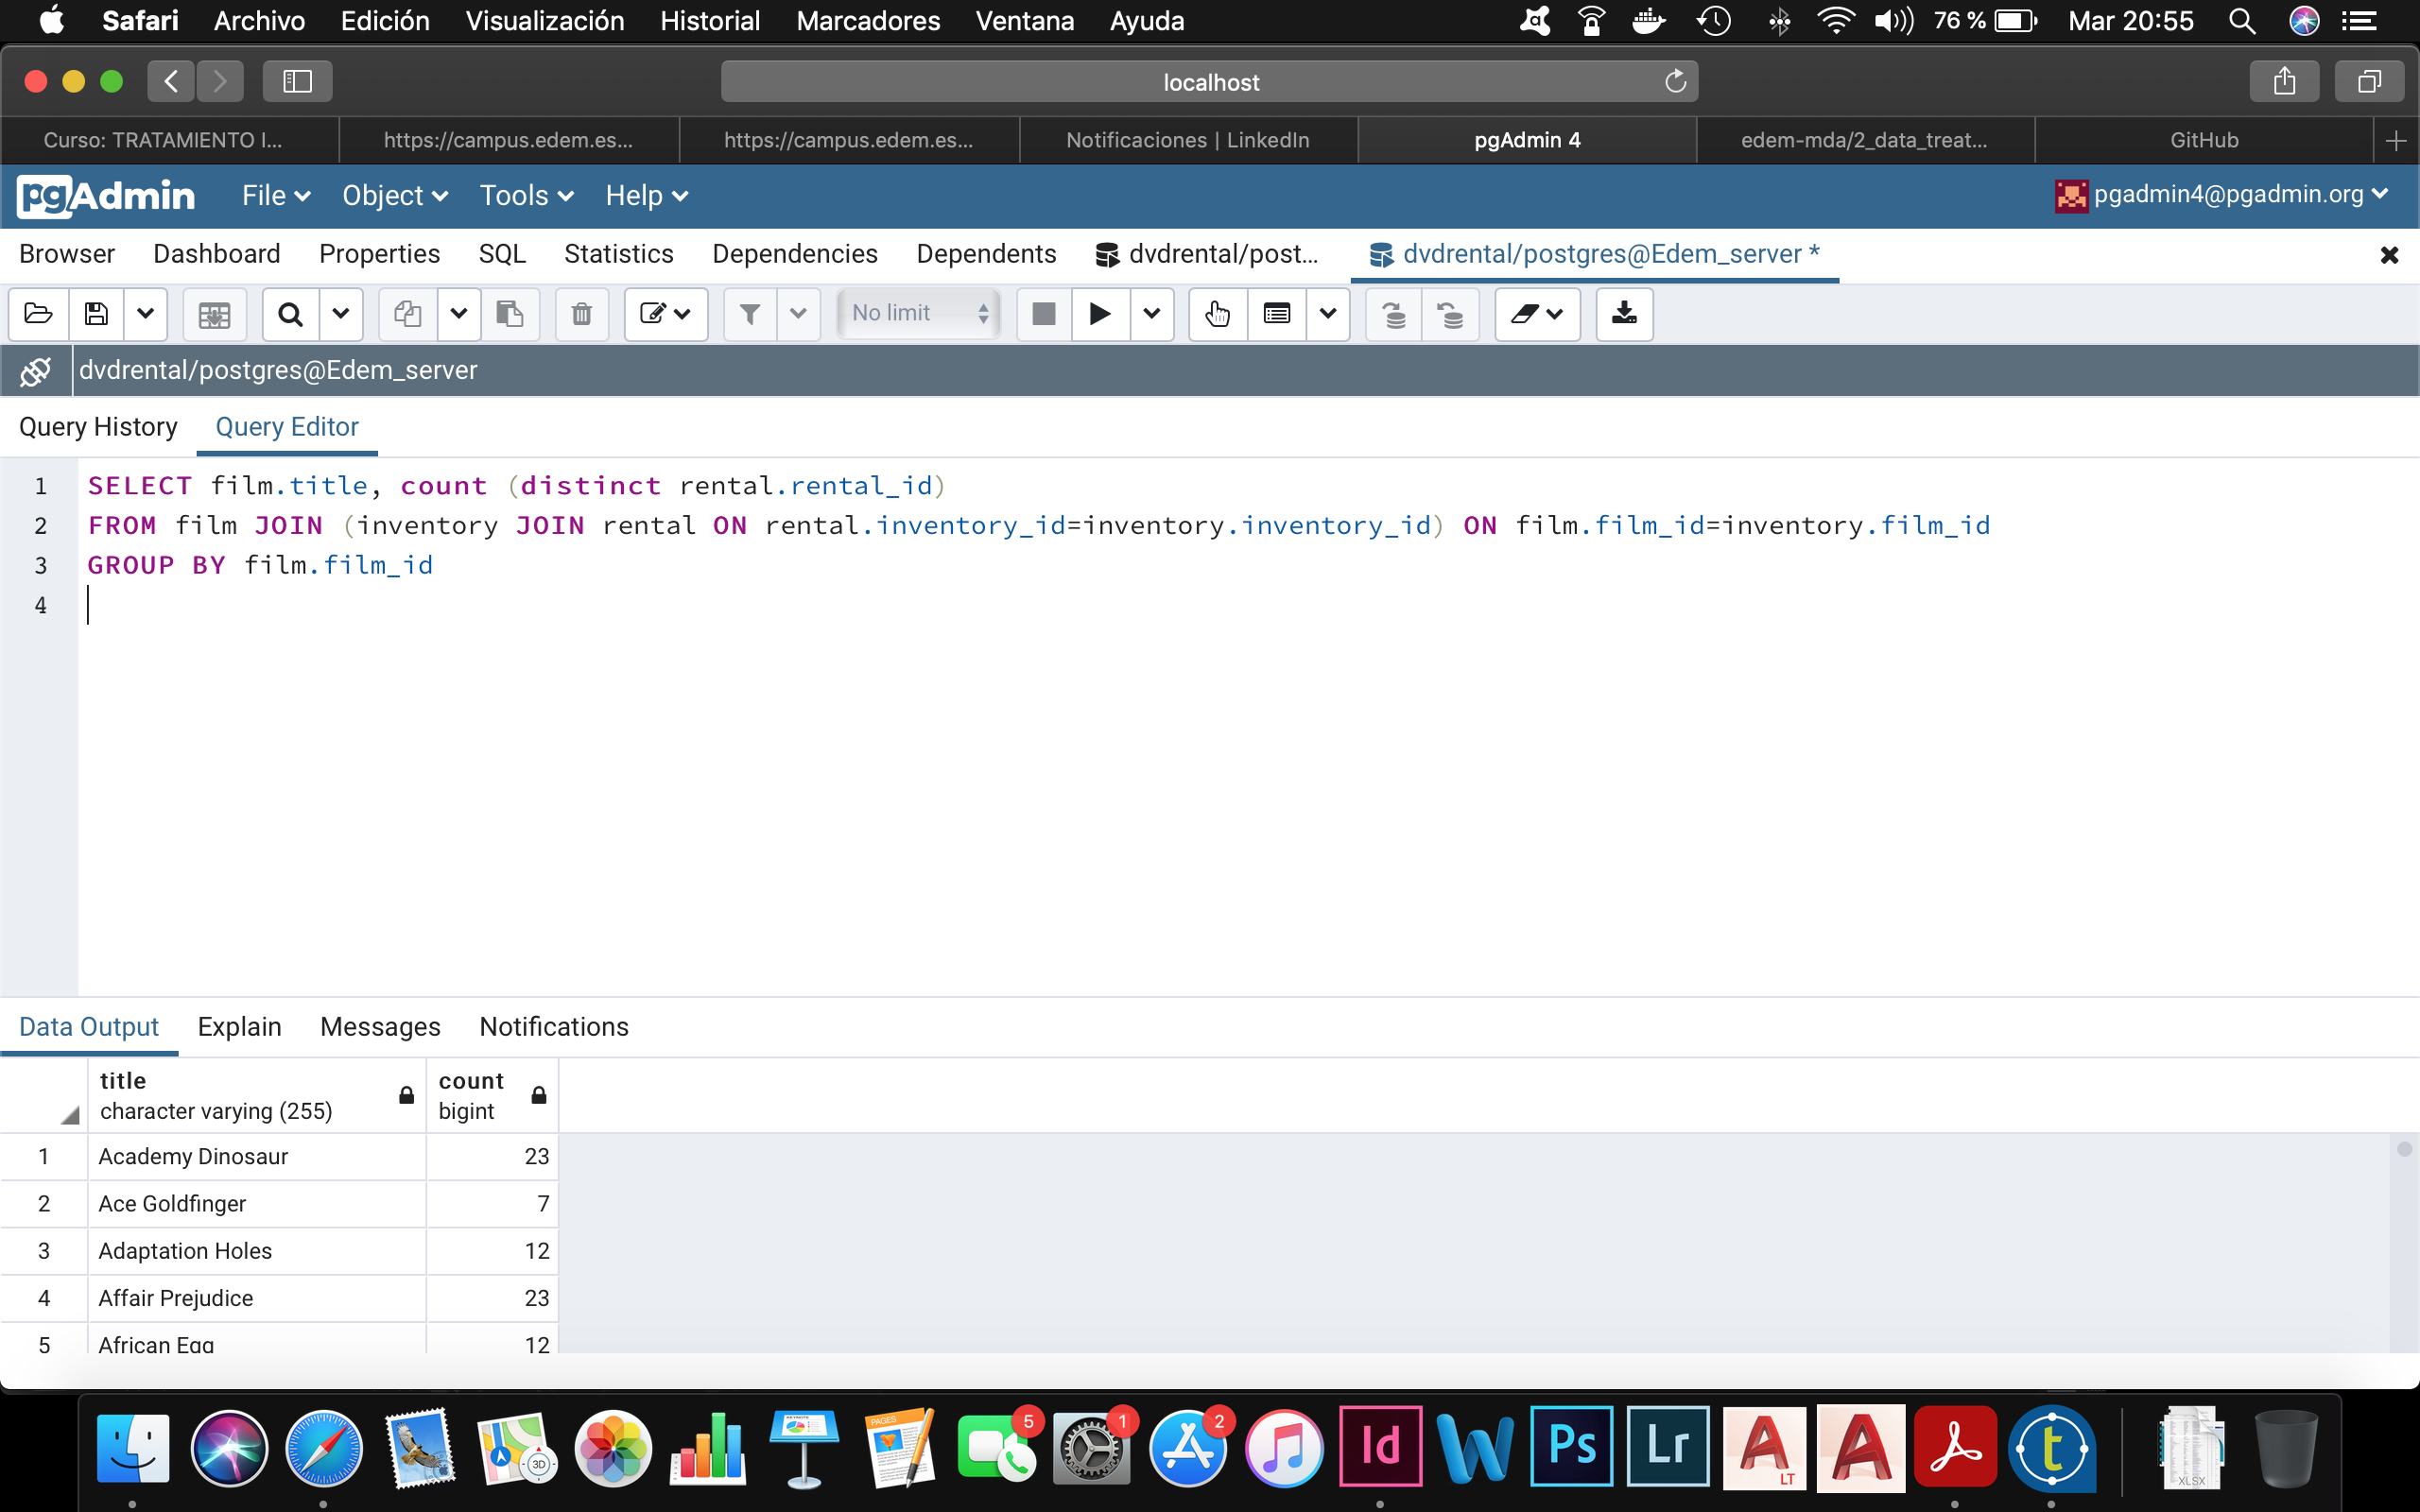 Safari Archivo Edición Visualización Historial Marcadores Ventana Ayuda 76 % Mar 20:55
localhost
Curso: TRATAMIENTO I... https://campus.edem.es... https://campus.edem.es... Notificaciones | LinkedIn pgAdmin 4 edem-mda/2_data_treat... GitHub
pgAdmin File Object Tools Help pgadmin4@pgadmin.org
Browser Dashboard Properties SQL Statistics Dependencies Dependents dvdrental/post... dvdrental/postgres@Edem_server *
No limit
dvdrental/postgres@Edem_server
Query History Query Editor
1 SELECT film.title, count (distinct rental.rental_id)
2 FROM film JOIN (inventory JOIN rental ON rental.inventory_id=inventory.inventory_id) ON film.film_id=inventory.film_id
3 GROUP BY film.film_id
4
Data Output Explain Messages Notifications
title count
character varying (255) bigint
1 Academy Dinosaur 23
2 Ace Goldfinger 7
3 Adaptation Holes 12
4 Affair Prejudice 23
5 African Egg 12
3D PAGES 5 1 2 Id W Ps Lr A LT A t XLSX